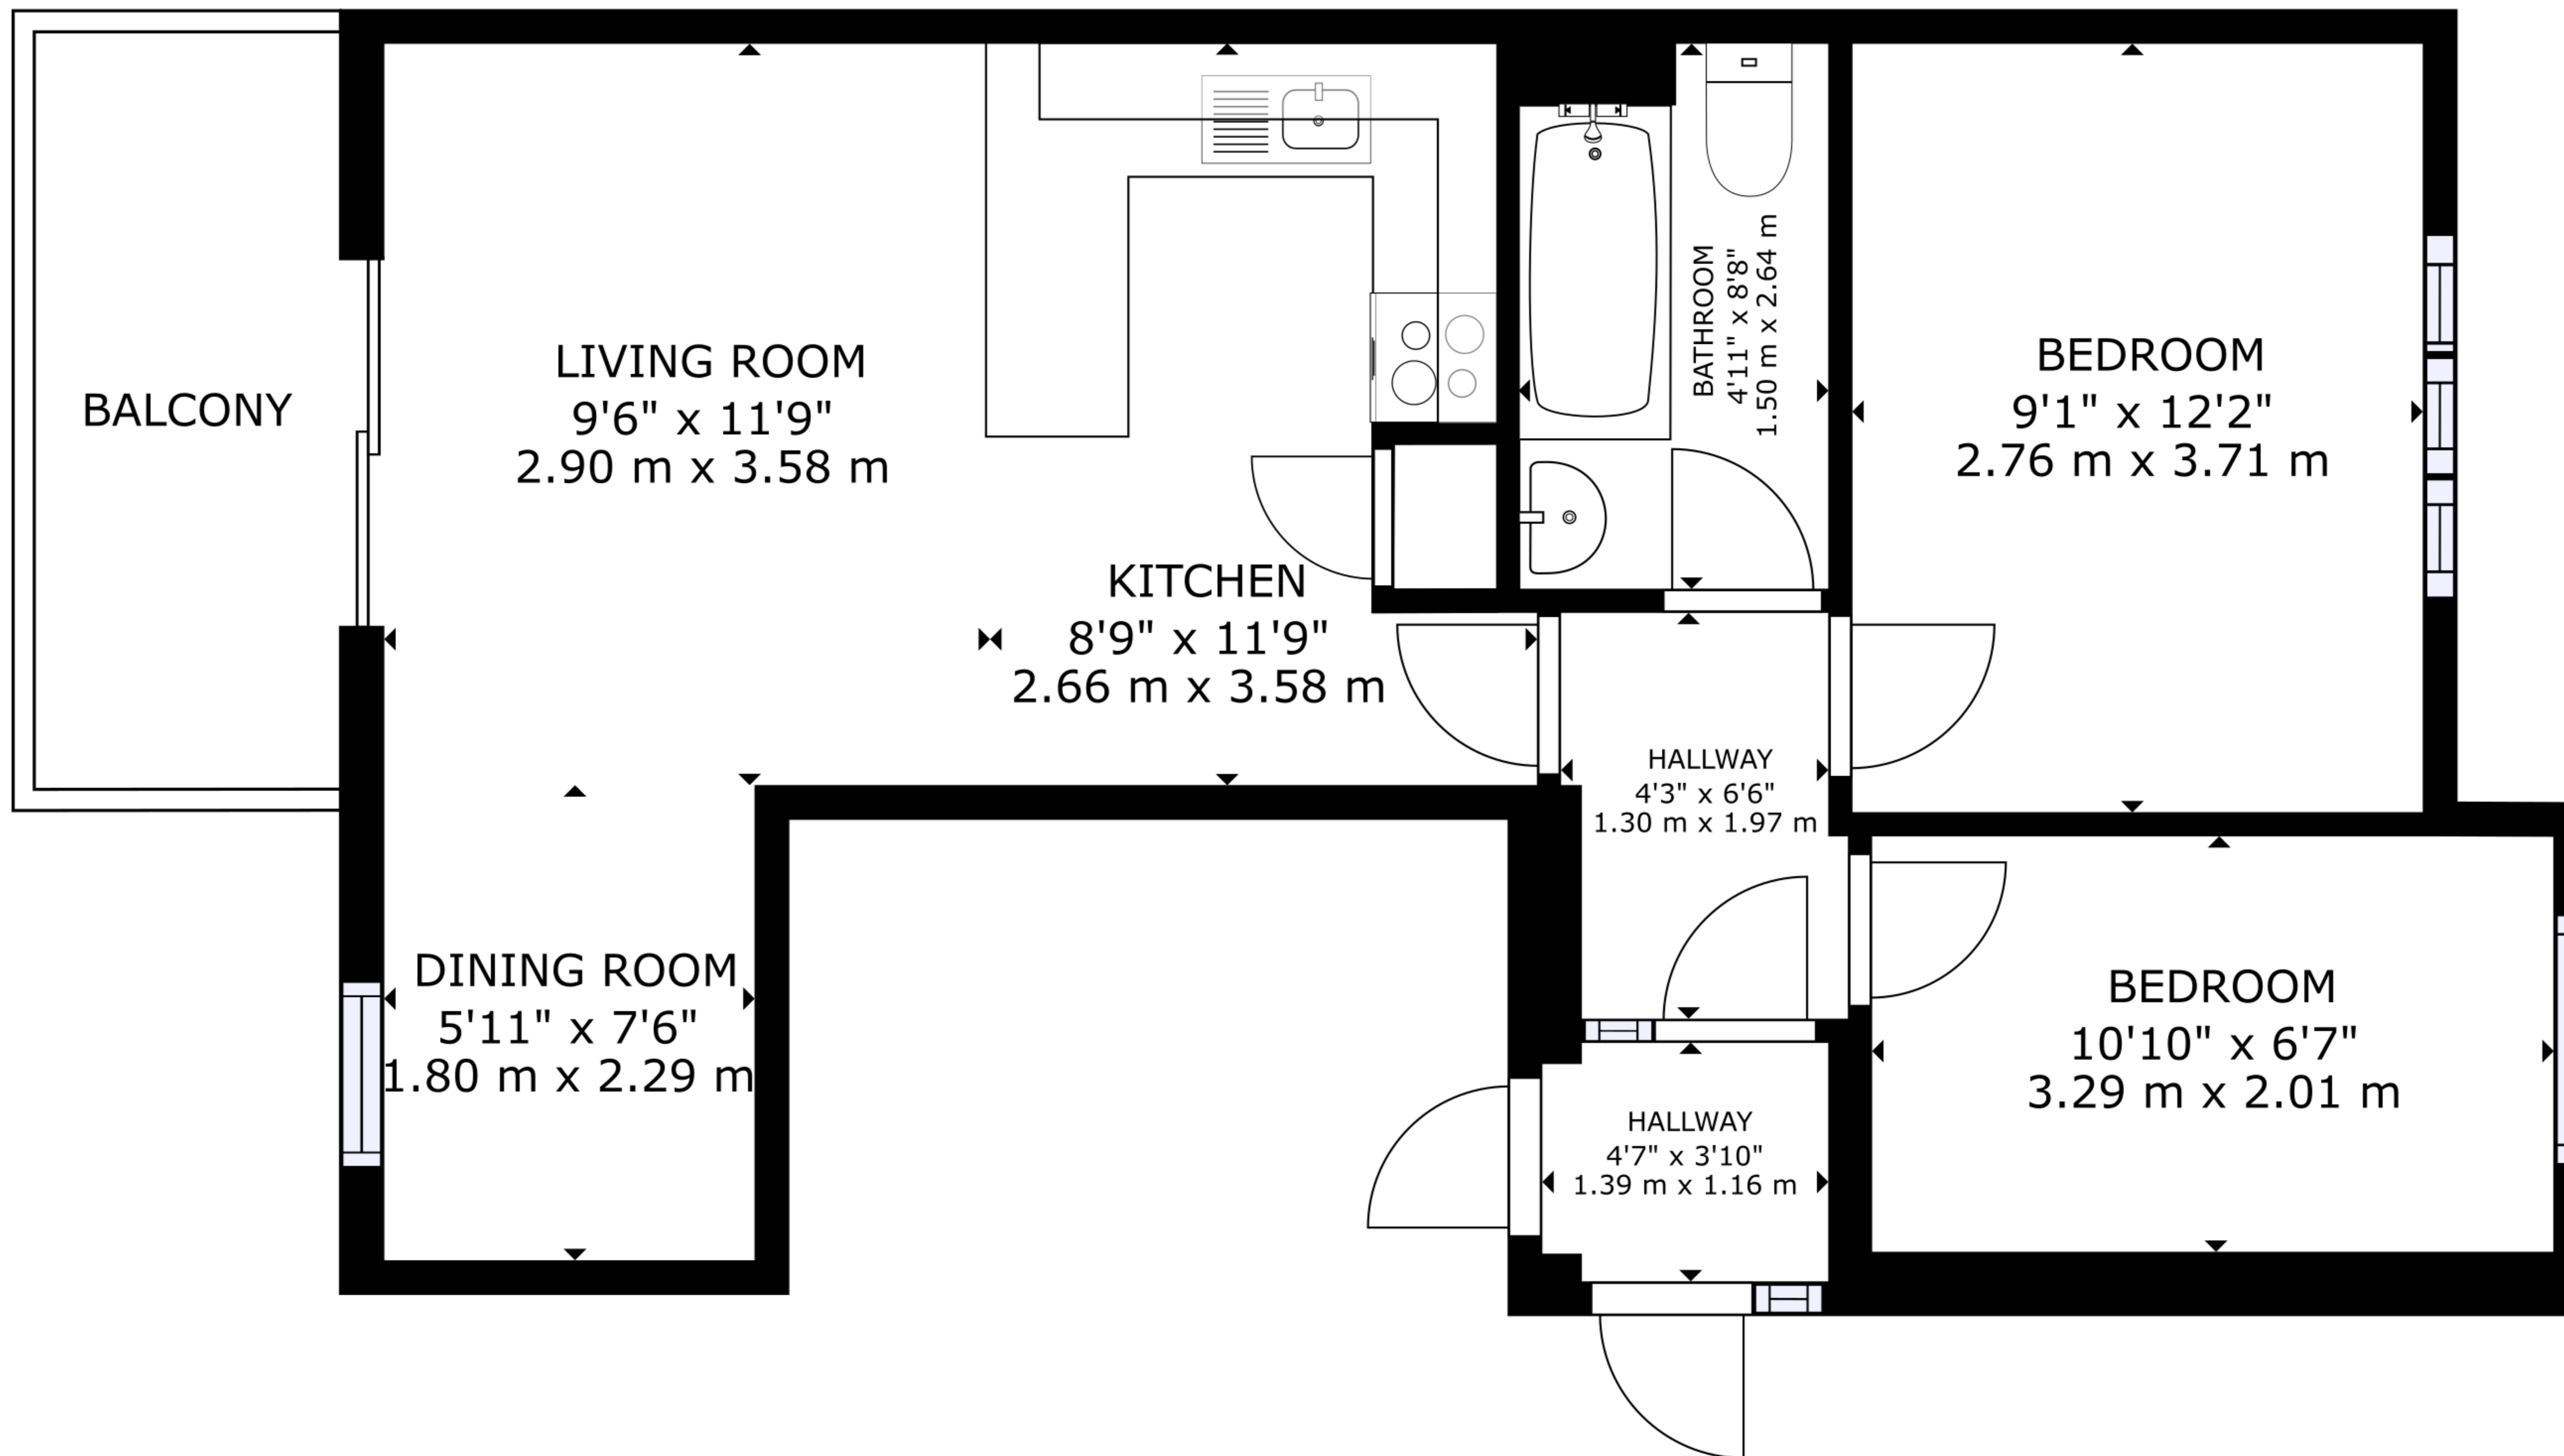 BALCONY
LIVING ROOM
9'6" x 11'9"
2.90 m x 3.58 m
KITCHEN
8'9" x 11'9"
2.66 m x 3.58 m
BATHROOM
4'11" x 8'8"
1.50 m x 2.64 m
BEDROOM
9'1" x 12'2"
2.76 m x 3.71 m
HALLWAY
4'3" x 6'6"
1.30 m x 1.97 m
DINING ROOM
5'11" x 7'6"
1.80 m x 2.29 m
BEDROOM
10'10" x 6'7"
3.29 m x 2.01 m
HALLWAY
4'7" x 3'10"
1.39 m x 1.16 m